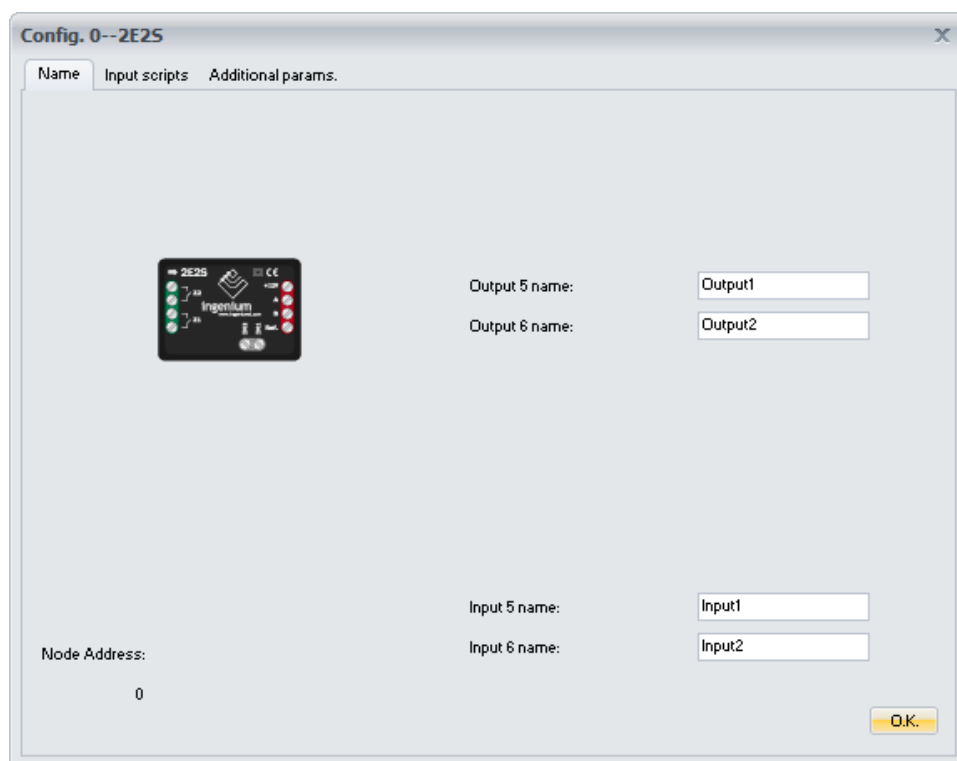 Config. 0--2E2S
Name
Input scripts
Additional params.
2E2S
CE
A
B
ingenium
Output 5 name:
Output1
Output 6 name:
Output2
Input 5 name:
Input1
Input 6 name:
Input2
Node Address:
0
O.K.